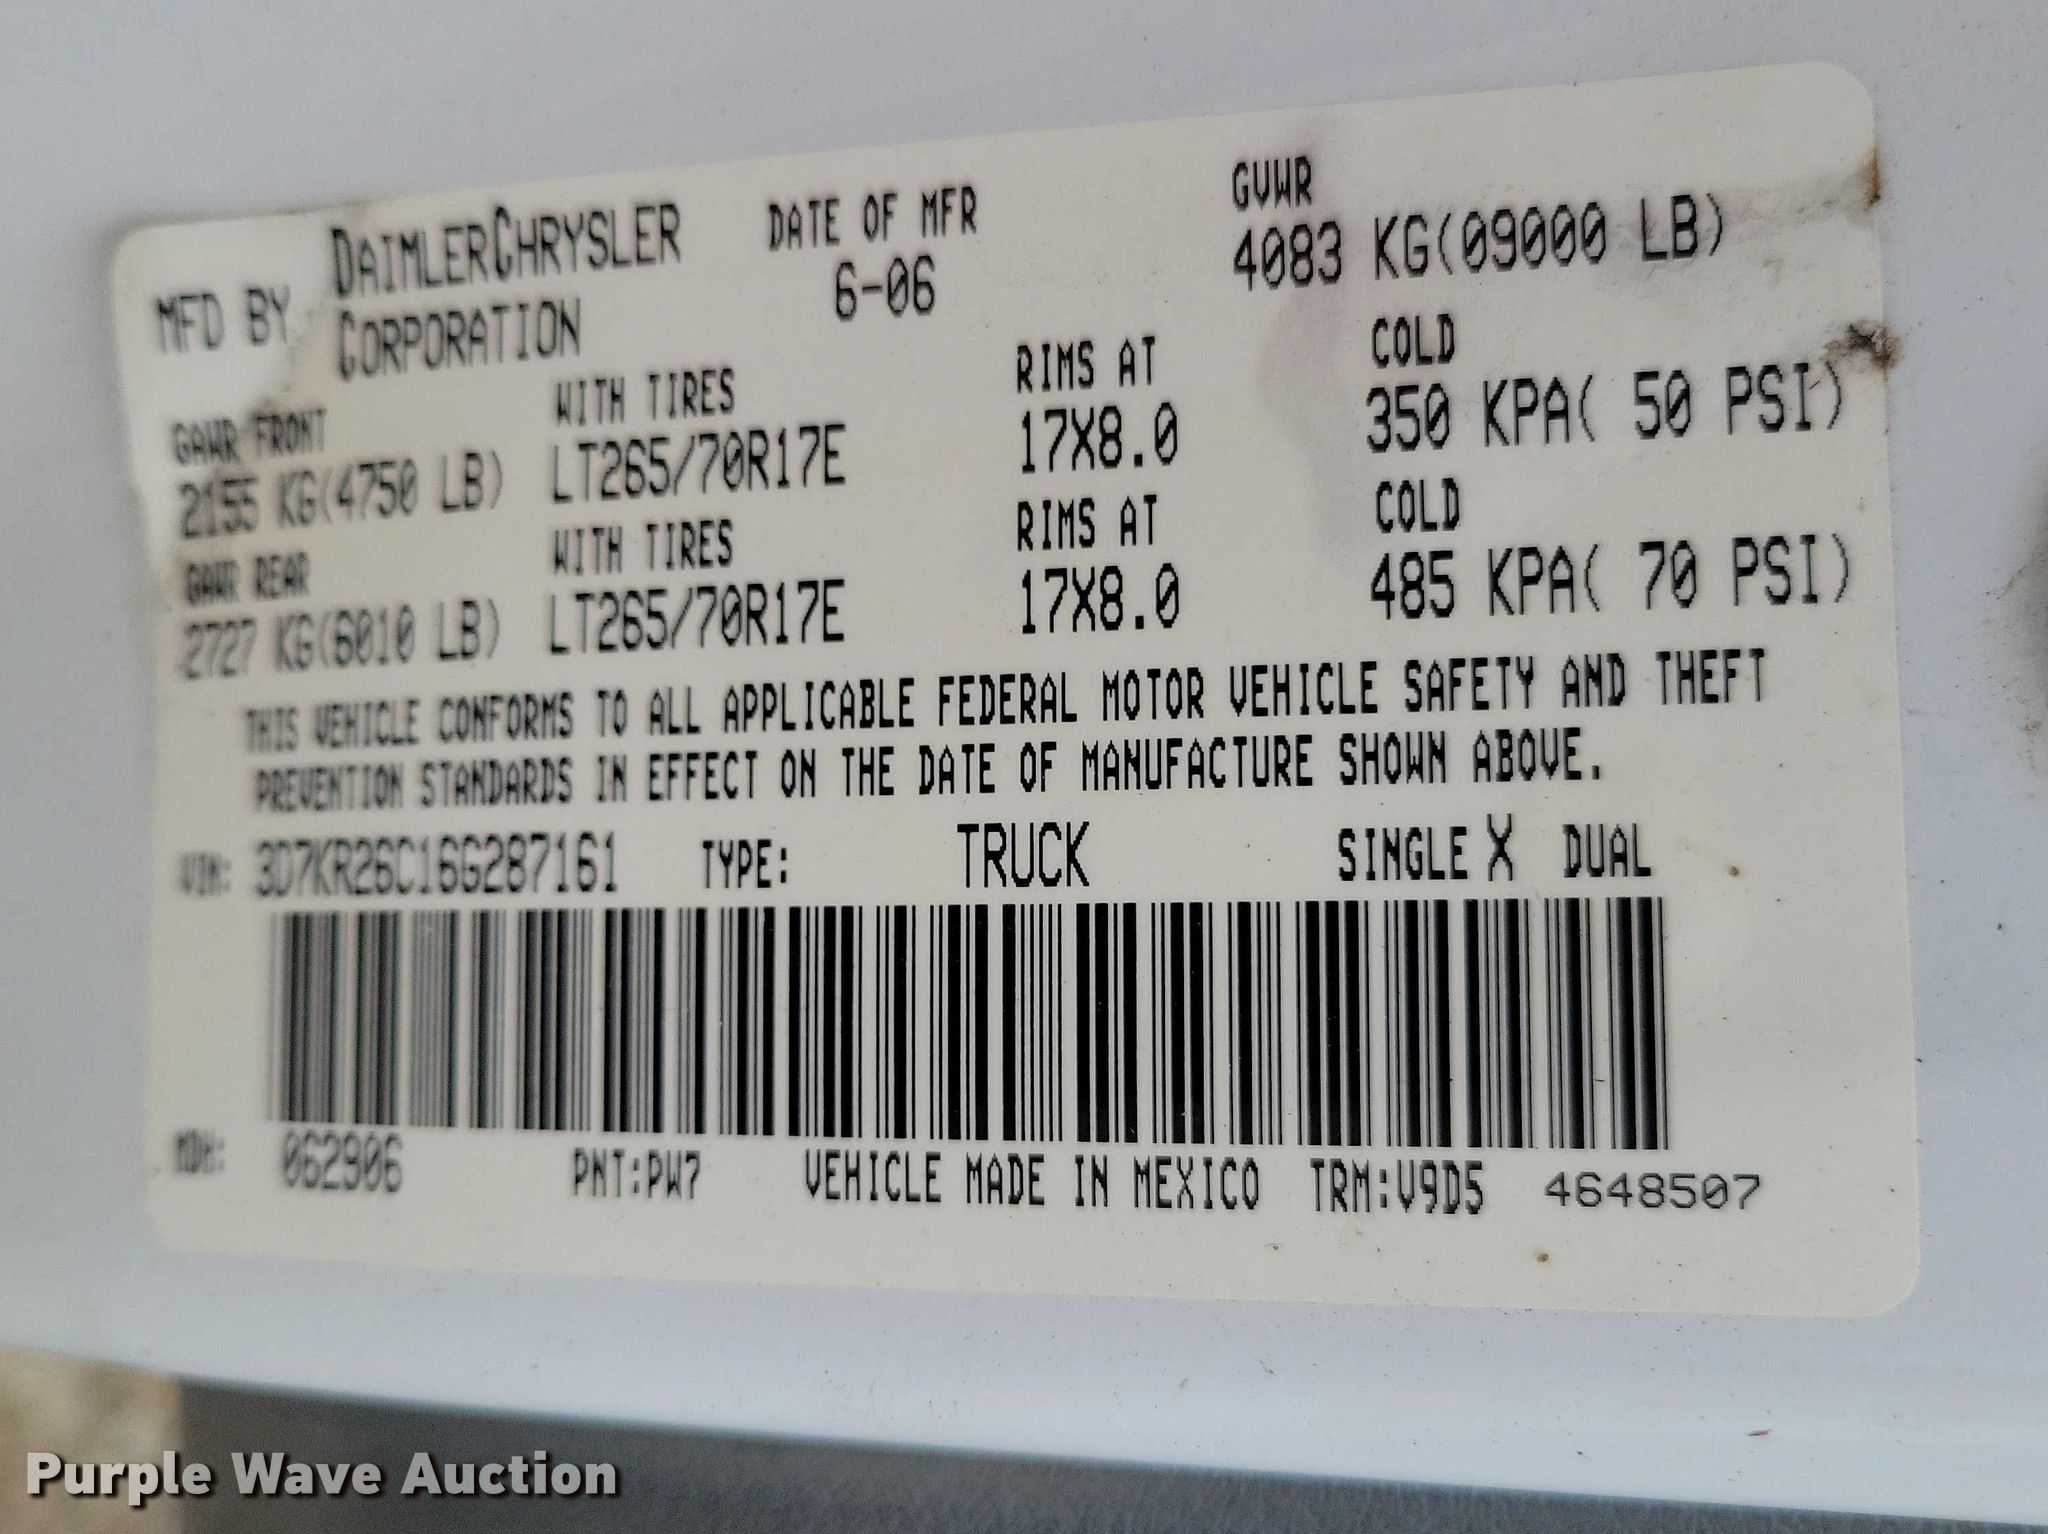 MFD BY DAIMLERCHRYSLER CORPORATION DATE OF MFR 6-06 GVWR 4083 KG(09000 LB)
GAWR FRONT WITH TIRES RIMS AT COLD
2155 KG(4750 LB) LT265/70R17E 17X8.0 350 KPA( 50 PSI)
GAWR REAR WITH TIRES RIMS AT COLD
2727 KG(6010 LB) LT265/70R17E 17X8.0 485 KPA( 70 PSI)
THIS VEHICLE CONFORMS TO ALL APPLICABLE FEDERAL MOTOR VEHICLE SAFETY AND THEFT
PREVENTION STANDARDS IN EFFECT ON THE DATE OF MANUFACTURE SHOWN ABOVE.
VIN: 3D7KR26C16G287161 TYPE: TRUCK SINGLE X DUAL
MDH: 062906 PNT:PW7 VEHICLE MADE IN MEXICO TRM:V9D5 4648507
Purple Wave Auction